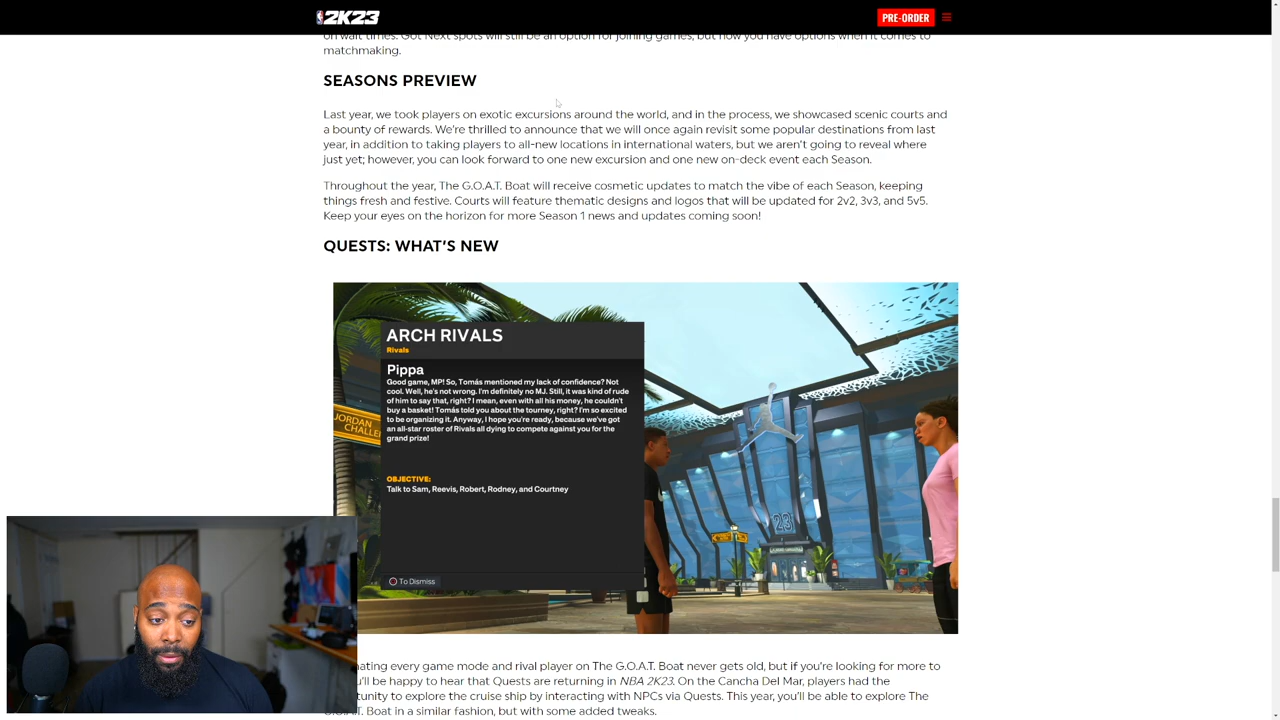 NBA 2K23
PRE-ORDER
on wait times. Got Next spots will still be an option for joining games, but now you have options when it comes to
matchmaking.
SEASONS PREVIEW
Last year, we took players on exotic excursions around the world, and in the process, we showcased scenic courts and
a bounty of rewards. We're thrilled to announce that we will once again revisit some popular destinations from last
year, in addition to taking players to all-new locations in international waters, but we aren't going to reveal where
just yet; however, you can look forward to one new excursion and one new on-deck event each Season.
Throughout the year, The G.O.A.T. Boat will receive cosmetic updates to match the vibe of each Season, keeping
things fresh and festive. Courts will feature thematic designs and logos that will be updated for 2v2, 3v3, and 5v5.
Keep your eyes on the horizon for more Season 1 news and updates coming soon!
QUESTS: WHAT'S NEW
ARCH RIVALS
Rivals
Pippa
Good game, MP! So, Tomás mentioned my lack of confidence? Not
cool. Well, he's not wrong. I'm definitely no MJ. Still, it was kind of rude
of him to say that, right? I mean, even with all his money, he couldn't
buy a basket! Tomás told you about the tourney, right? I'm so excited
to be organizing it. Anyway, I hope you're ready, because we've got
an all-star roster of Rivals all dying to compete against you for the
grand prize!
OBJECTIVE:
Talk to Sam, Reevis, Robert, Rodney, and Courtney
To Dismiss
JORDAN
CHALLE
23
ating every game mode and rival player on The G.O.A.T. Boat never gets old, but if you're looking for more to
'll be happy to hear that Quests are returning in NBA 2K23. On the Cancha Del Mar, players had the
tunity to explore the cruise ship by interacting with NPCs via Quests. This year, you'll be able to explore The
G.O.A.T. Boat in a similar fashion, but with some added tweaks.